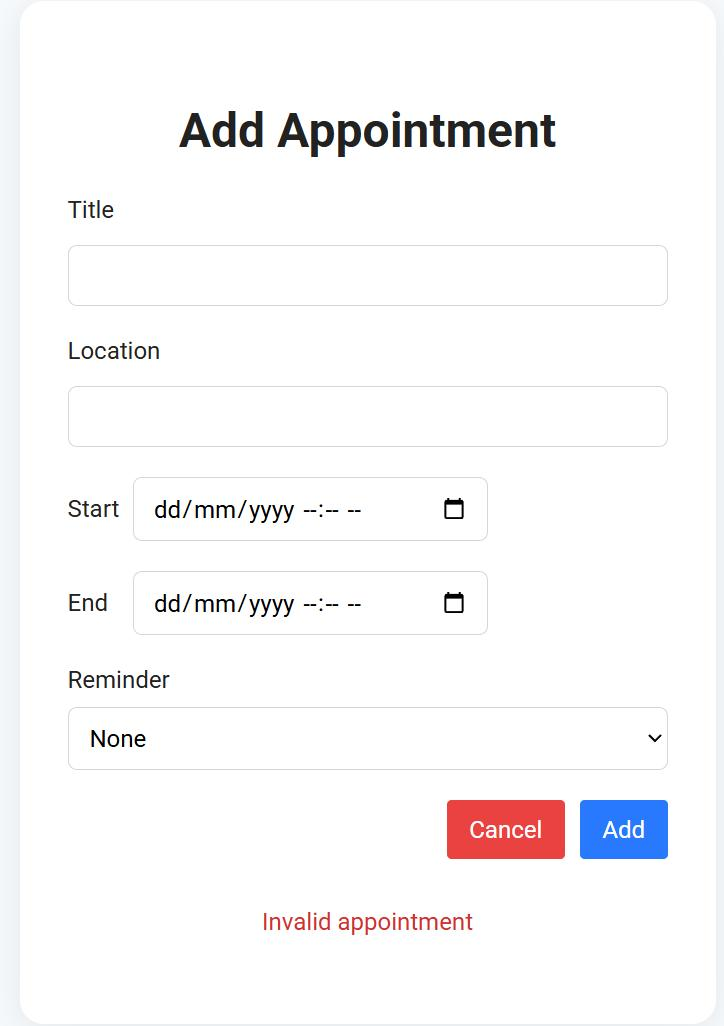 Add Appointment
Title
Location
Start dd/mm/yyyy --:-- --
End dd/mm/yyyy --:-- --
Reminder
None
Cancel Add
Invalid appointment